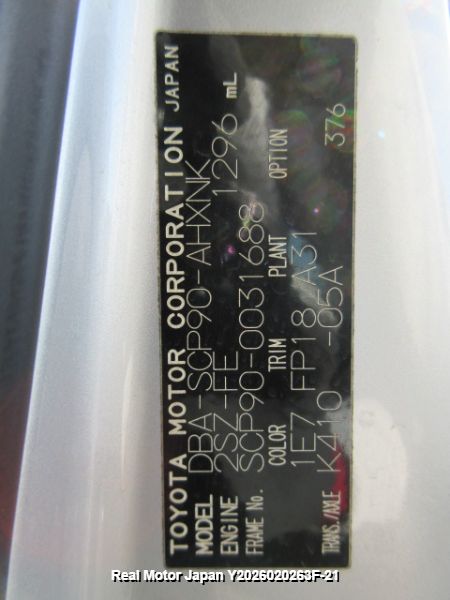 TOYOTA MOTOR CORPORATION JAPAN
MODEL DBA-SCP90-AHXNK
ENGINE 2SZ-FE 1296 mL
FRAME No. SCP90-0031688
COLOR TRIM PLANT OPTION
1E7 FP18 A31 376
TRANS./AXLE K410 -05A
Real Motor Japan Y2026020263F-21